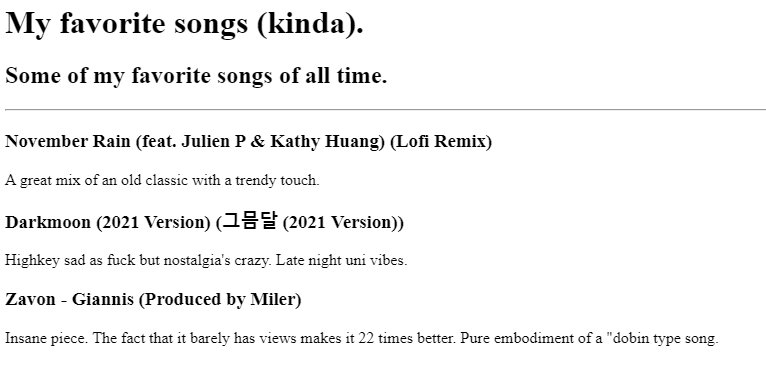 My favorite songs (kinda).
Some of my favorite songs of all time.
November Rain (feat. Julien P & Kathy Huang) (Lofi Remix)
A great mix of an old classic with a trendy touch.
Darkmoon (2021 Version) (그믐달 (2021 Version))
Highkey sad as fuck but nostalgia's crazy. Late night uni vibes.
Zavon - Giannis (Produced by Miler)
Insane piece. The fact that it barely has views makes it 22 times better. Pure embodiment of a "dobin type song.